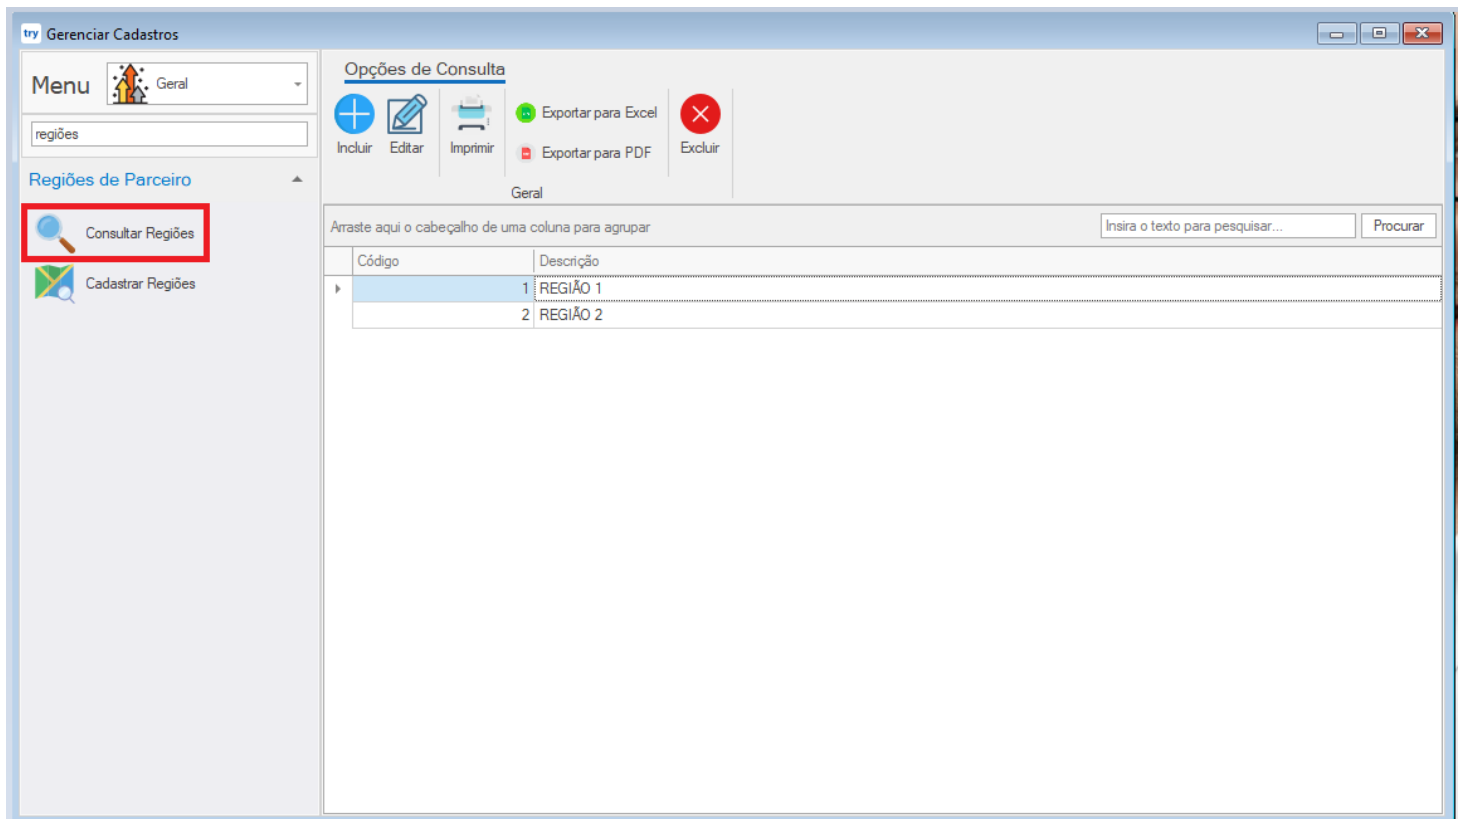 try Gerenciar Cadastros
Menu Geral
regiões
Regiões de Parceiro
Consultar Regiões
Cadastrar Regiões
Opções de Consulta
Incluir Editar Imprimir Exportar para Excel Exportar para PDF Excluir
Geral
Arraste aqui o cabeçalho de uma coluna para agrupar Insira o texto para pesquisar... Procurar
Código Descrição
1 REGIÃO 1
2 REGIÃO 2